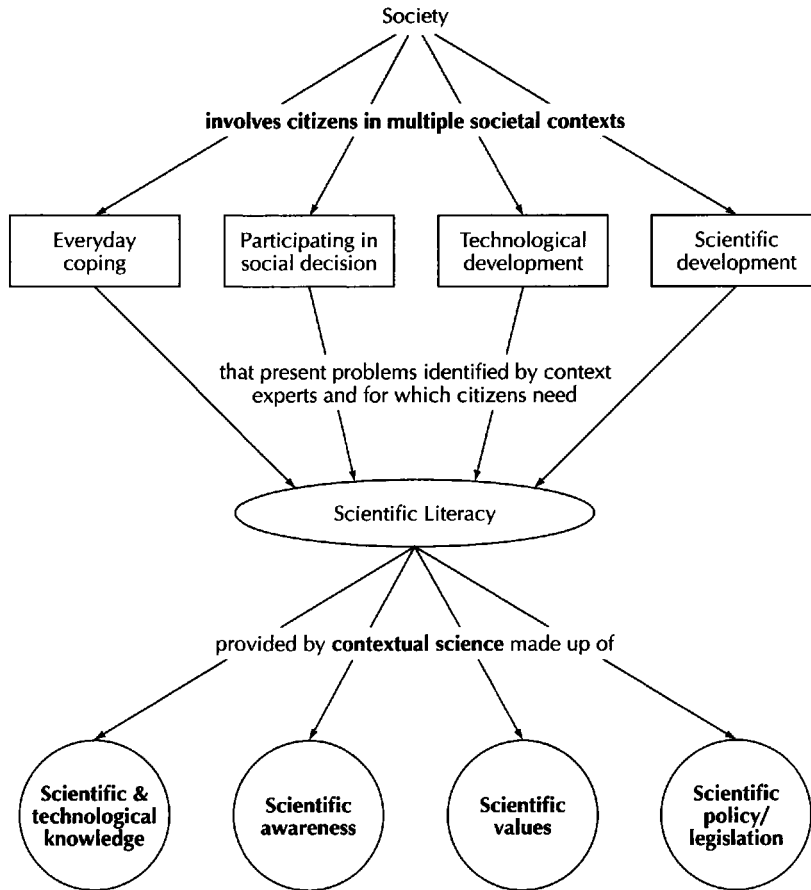 Society
involves citizens in multiple societal contexts
Everyday
coping
Participating in
social decision
Technological
development
Scientific
development
that present problems identified by context
experts and for which citizens need
Scientific Literacy
provided by contextual science made up of
Scientific &
technological
knowledge
Scientific
awareness
Scientific
values
Scientific
policy/
legislation